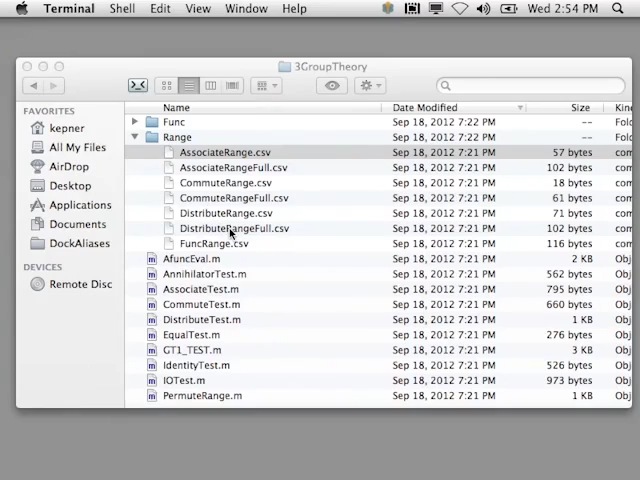 Terminal Shell Edit View Window Help Wed 2:54 PM
3GroupTheory
FAVORITES
kepner
All My Files
AirDrop
Desktop
Applications
Documents
DockAliases
DEVICES
Remote Disc
Name Date Modified Size Kin
Func Sep 18, 2012 7:22 PM -- Fol
Range Sep 18, 2012 7:22 PM -- Fol
AssociateRange.csv Sep 18, 2012 7:21 PM 57 bytes com
AssociateRangeFull.csv Sep 18, 2012 7:21 PM 102 bytes com
CommuteRange.csv Sep 18, 2012 7:21 PM 18 bytes com
CommuteRangeFull.csv Sep 18, 2012 7:21 PM 61 bytes com
DistributeRange.csv Sep 18, 2012 7:21 PM 71 bytes com
DistributeRangeFull.csv Sep 18, 2012 7:21 PM 102 bytes com
FuncRange.csv Sep 18, 2012 7:21 PM 116 bytes com
AfuncEval.m Sep 18, 2012 7:21 PM 2 KB Obj
AnnihilatorTest.m Sep 18, 2012 7:21 PM 562 bytes Obj
AssociateTest.m Sep 18, 2012 7:21 PM 795 bytes Obj
CommuteTest.m Sep 18, 2012 7:21 PM 660 bytes Obj
DistributeTest.m Sep 18, 2012 7:21 PM 1 KB Obj
EqualTest.m Sep 18, 2012 7:21 PM 276 bytes Obj
GT1_TEST.m Sep 18, 2012 7:21 PM 3 KB Obj
IdentityTest.m Sep 18, 2012 7:21 PM 526 bytes Obj
IOTest.m Sep 18, 2012 7:21 PM 973 bytes Obj
PermuteRange.m Sep 18, 2012 7:21 PM 1 KB Obj